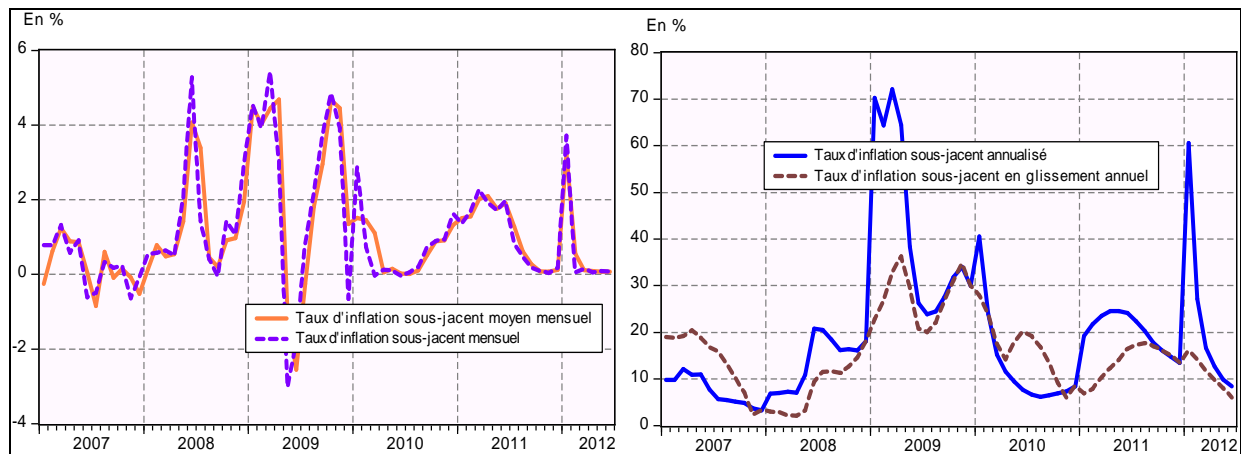 En %
6
4
2
0
-2
-4
Taux d'inflation sous-jacent moyen mensuel
Taux d'inflation sous-jacent mensuel
2007 2008 2009 2010 2011 2012
En %
80
70
60
50
40
30
20
10
0
Taux d'inflation sous-jacent annualisé
Taux d'inflation sous-jacent en glissement annuel
2007 2008 2009 2010 2011 2012